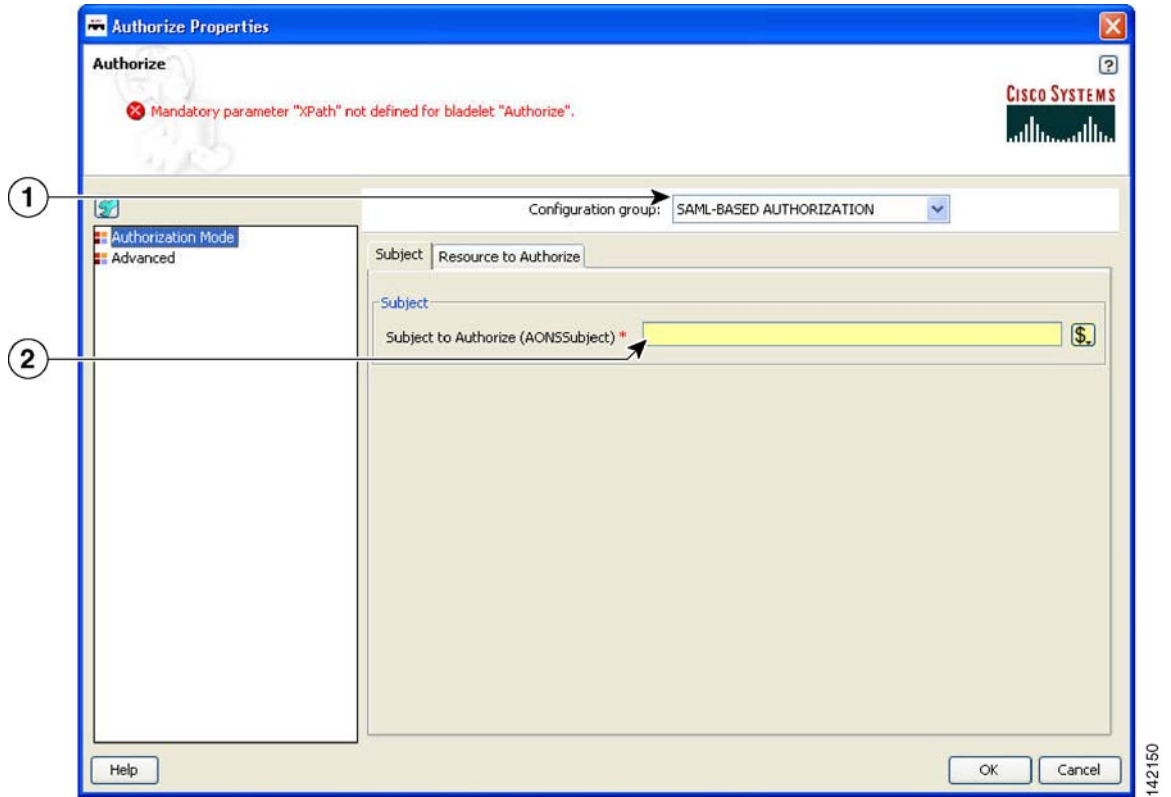 Authorize Properties
Authorize
?
Mandatory parameter "XPath" not defined for bladelet "Authorize".
CISCO SYSTEMS
1
Configuration group: SAML-BASED AUTHORIZATION
Authorization Mode
Advanced
Subject
Resource to Authorize
Subject
Subject to Authorize (AONSSubject) *
$
2
Help
OK
Cancel
142150